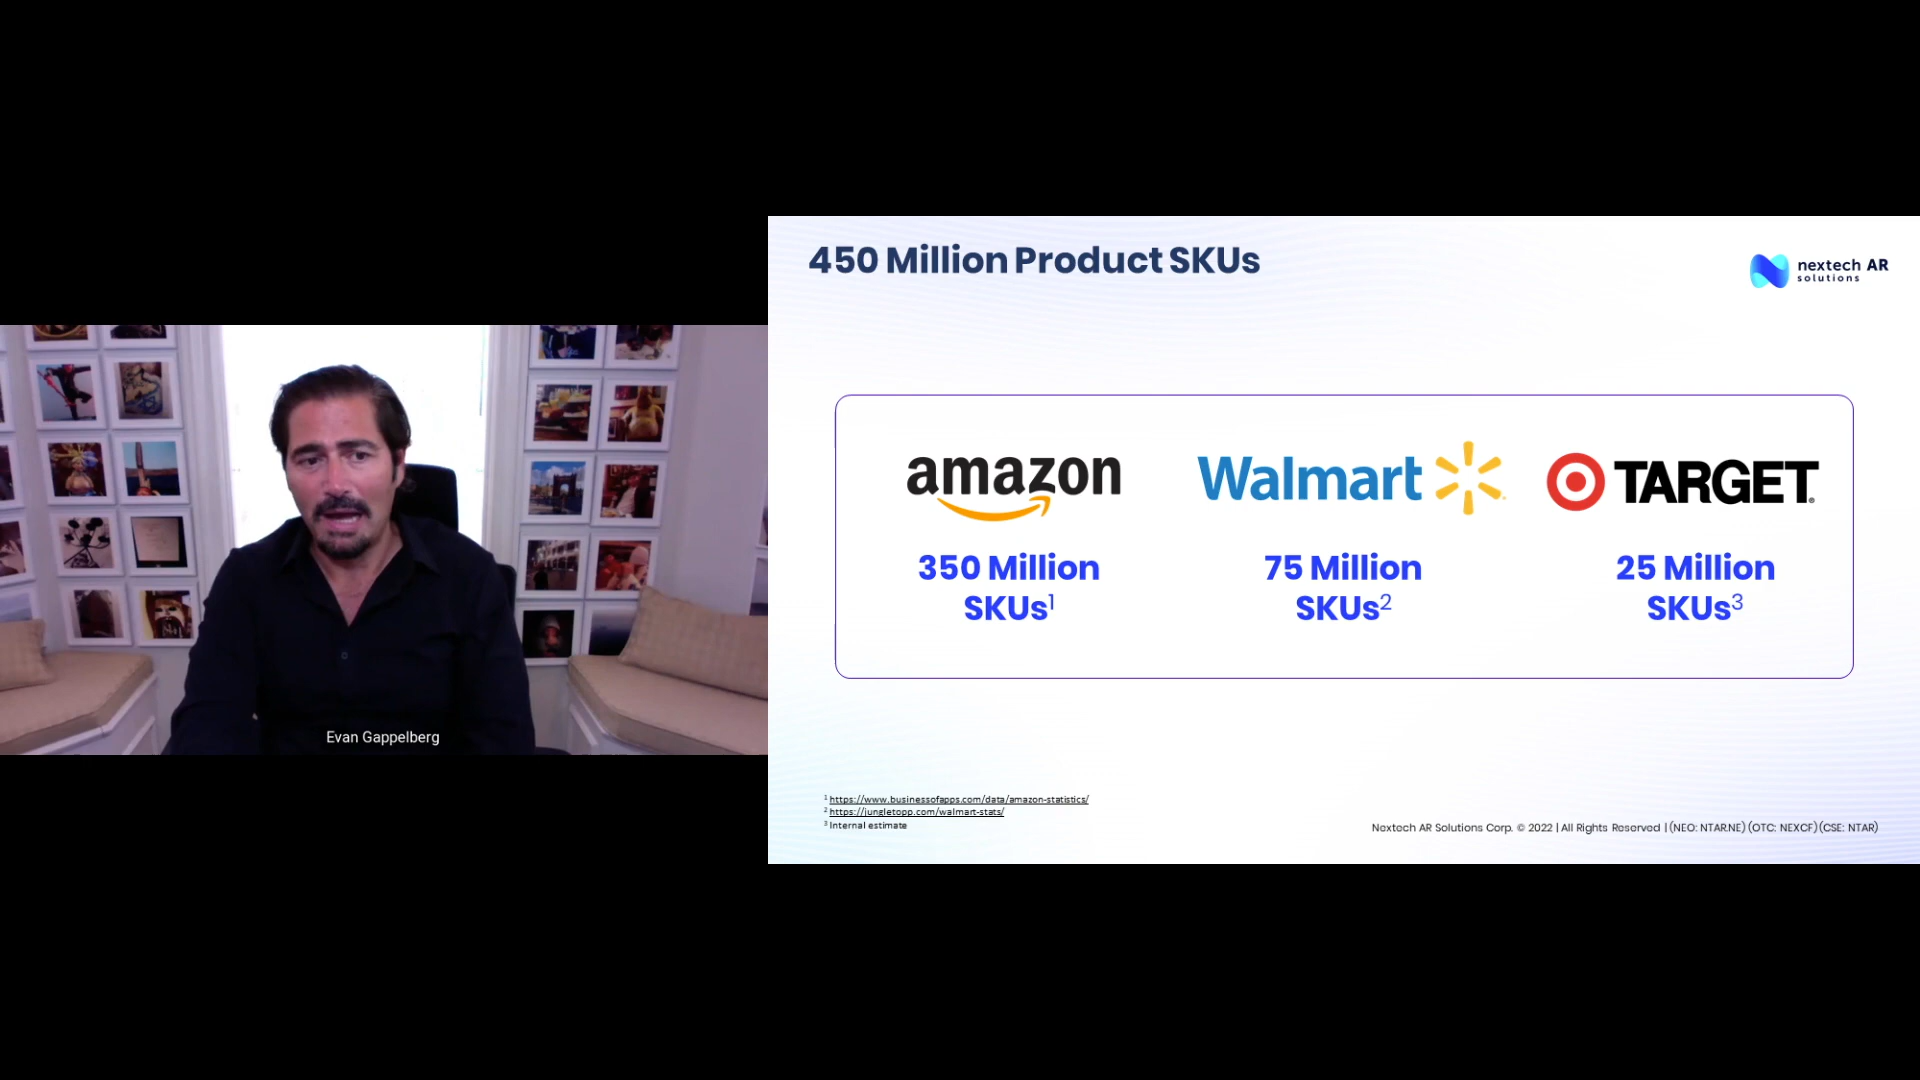 450 Million Product SKUs
nextech AR
solutions
amazon
Walmart
TARGET
350 Million
SKUs¹
75 Million
SKUs²
25 Million
SKUs³
Evan Gappelberg
¹ https://www.businessofapps.com/data/amazon-statistics/
² https://jungletopp.com/walmart-stats/
³ Internal estimate
Nextech AR Solutions Corp. © 2022 | All Rights Reserved | (NEO: NTAR.NE) (OTC: NEXCF) (CSE: NTAR)